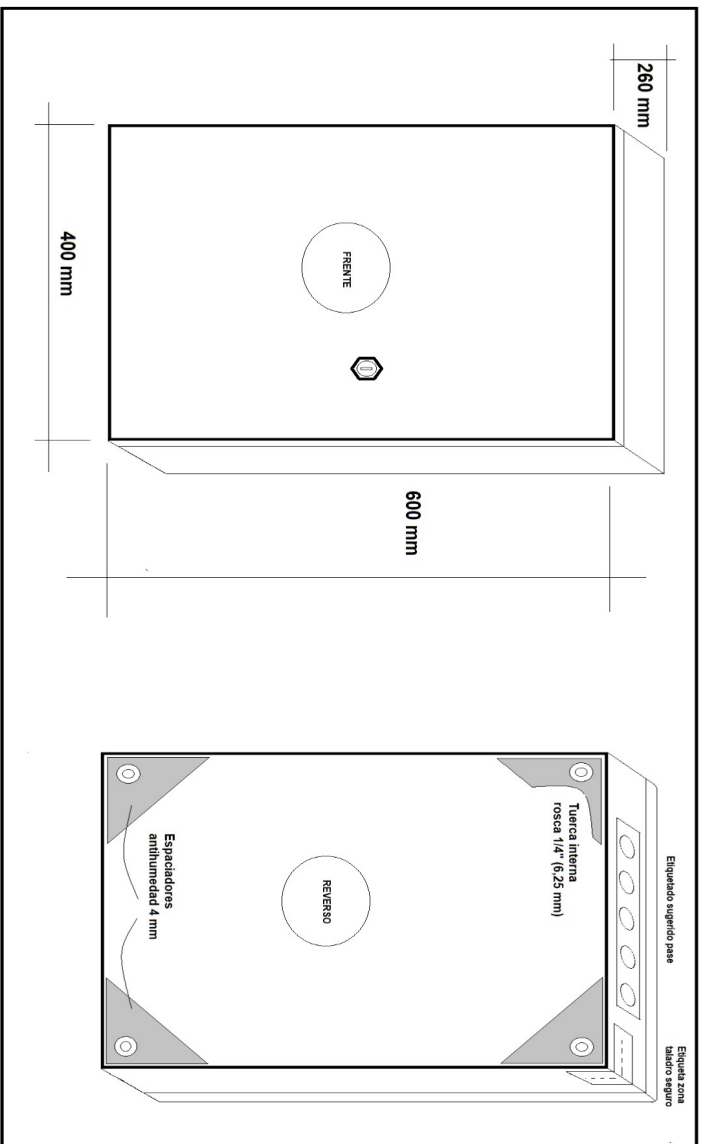 260 mm
FRENTE
400 mm
600 mm
Etiquetado sugerido pase
Etiqueta zona
taladro seguro
Tuerca interna
rosca 1/4" (6,25 mm)
REVERSO
Espaciadores
antihumedad 4 mm